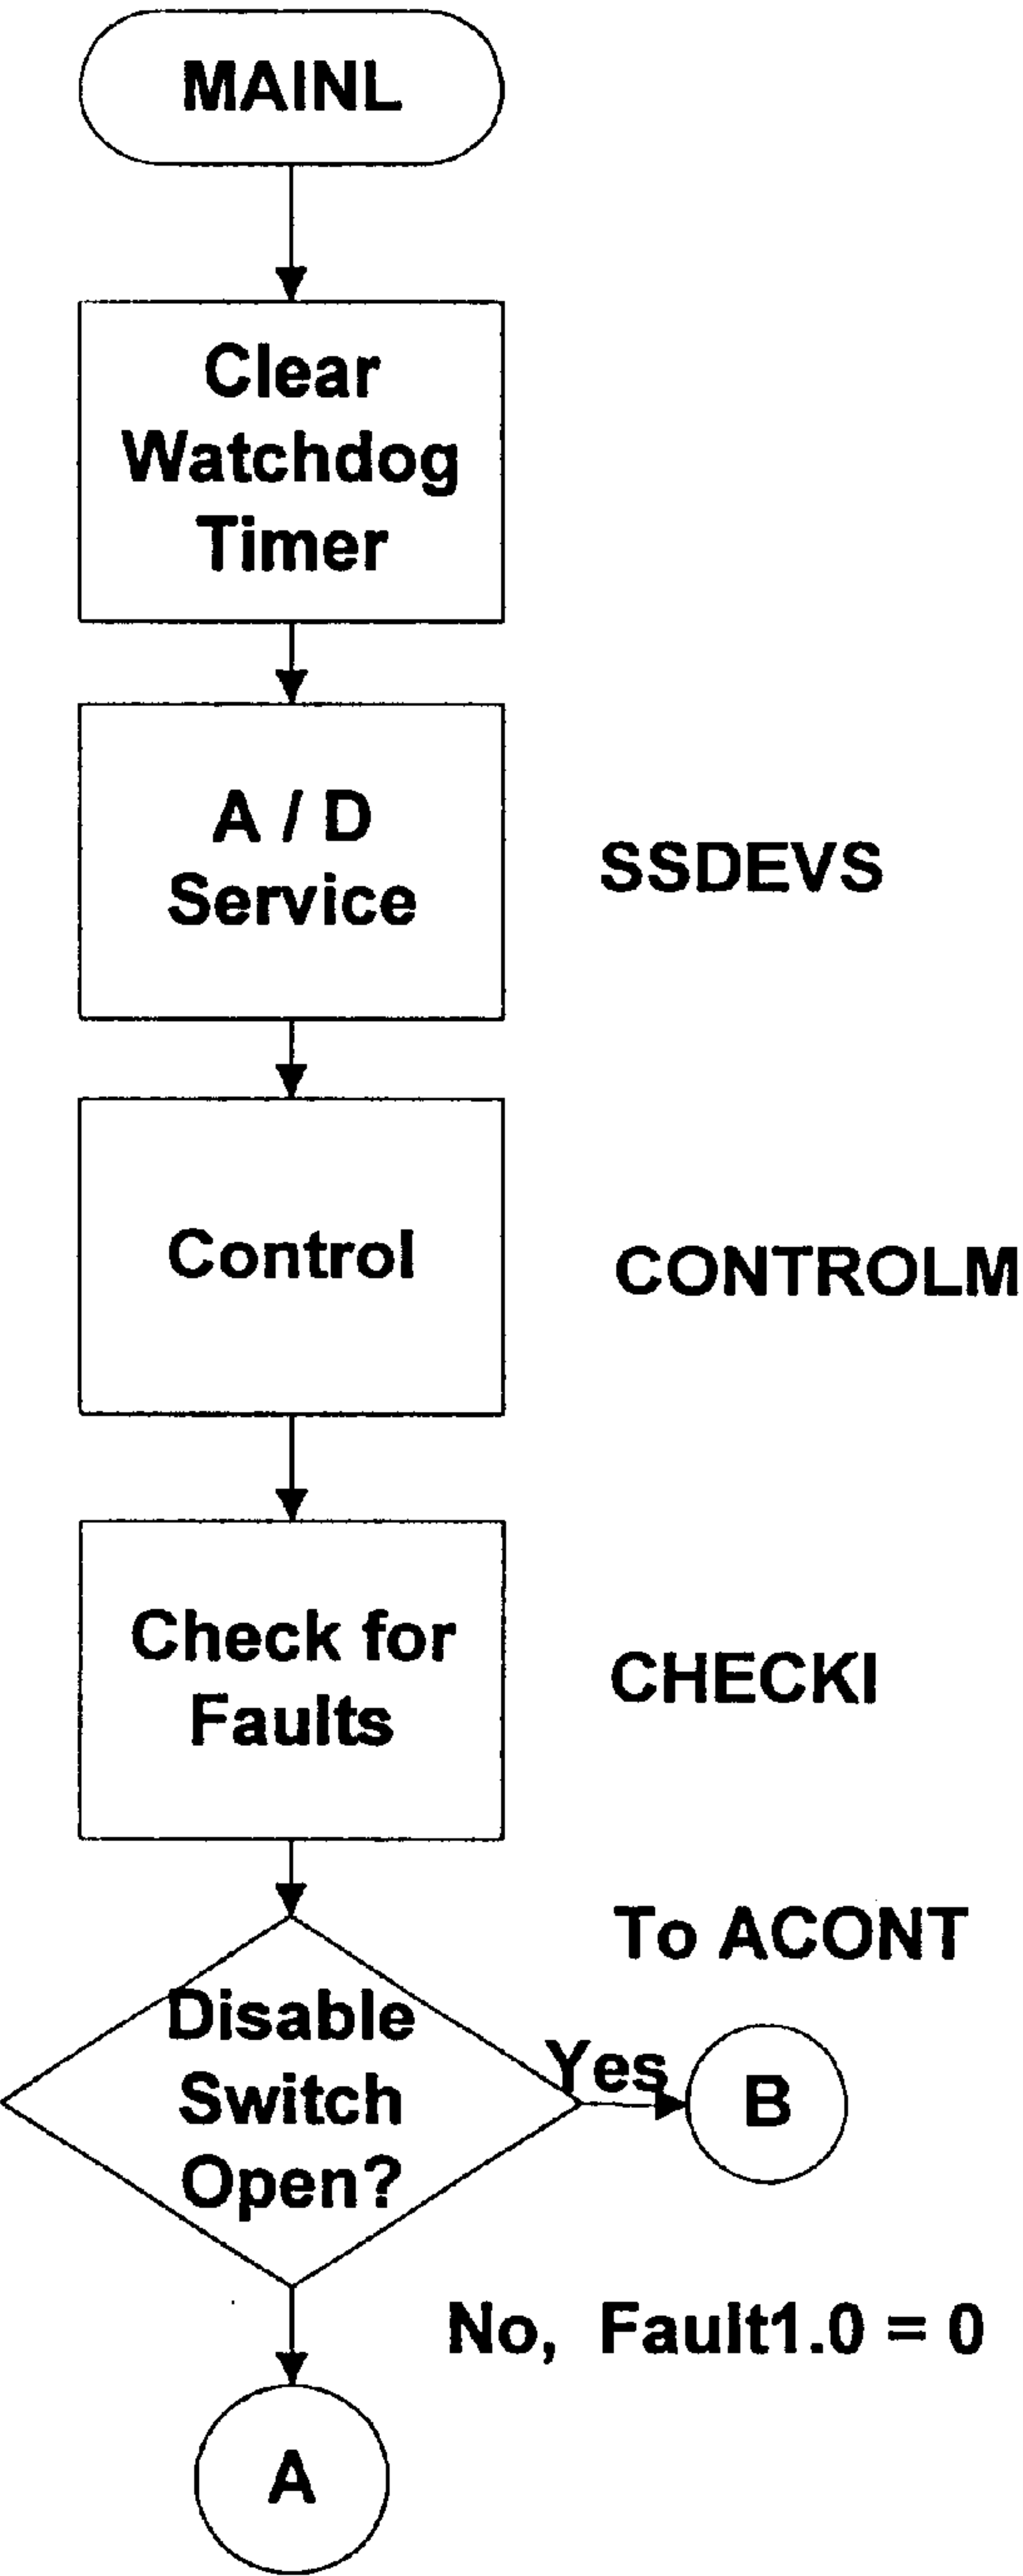 MAINL
Clear
Watchdog
Timer
A / D
Service
SSDEVS
Control
CONTROLM
Check for
Faults
CHECKI
To ACONT
Disable
Switch
Open?
Yes
B
No, Fault1.0 = 0
A